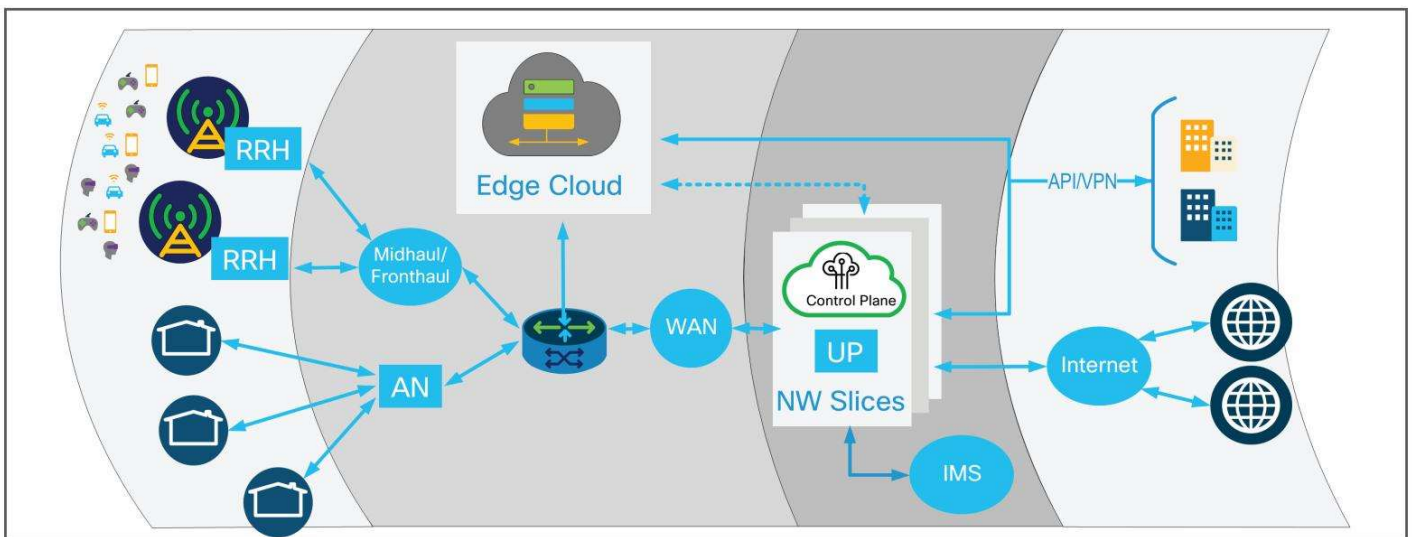 RRH
RRH
Edge Cloud
Midhaul/
Fronthaul
AN
WAN
Control Plane
UP
NW Slices
IMS
API/VPN
Internet